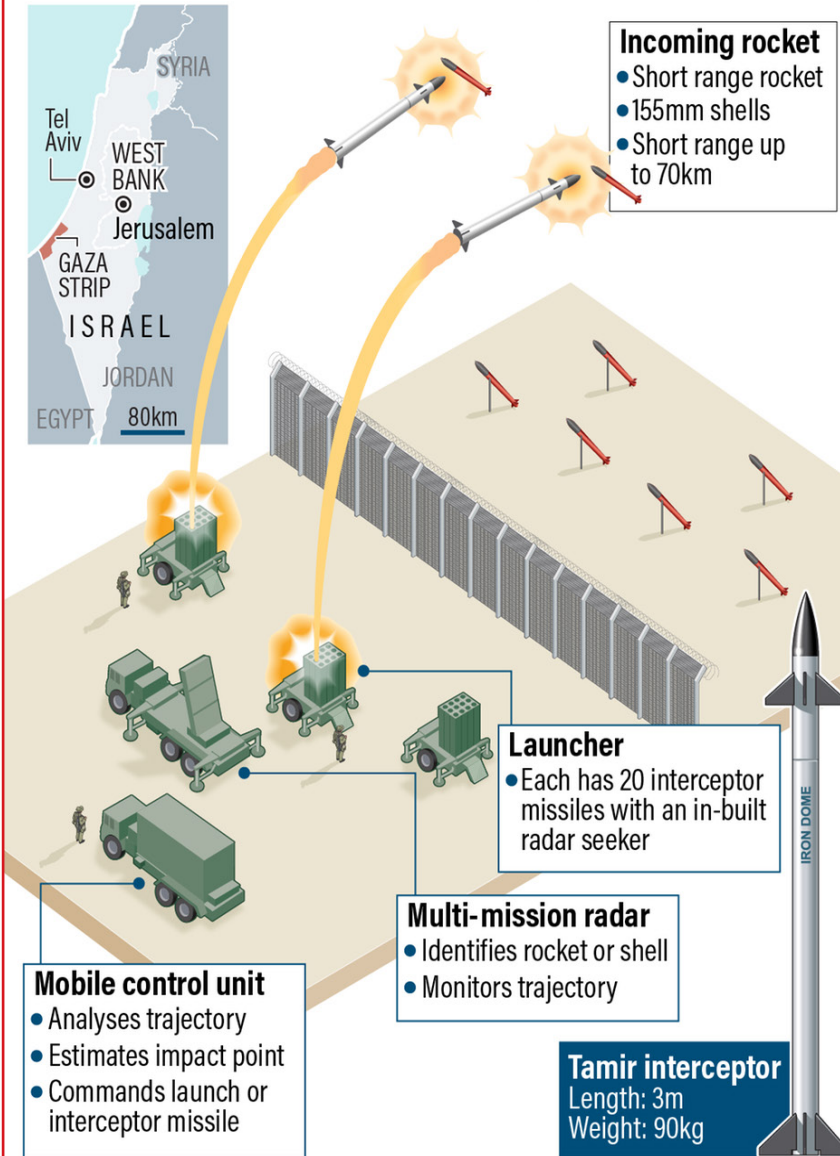 SYRIA
Tel
Aviv
WEST
BANK
Jerusalem
GAZA
STRIP
ISRAEL
JORDAN
EGYPT
80km
Incoming rocket
• Short range rocket
• 155mm shells
• Short range up
to 70km
Launcher
• Each has 20 interceptor
missiles with an in-built
radar seeker
Multi-mission radar
• Identifies rocket or shell
• Monitors trajectory
Mobile control unit
• Analyses trajectory
• Estimates impact point
• Commands launch or
interceptor missile
IRON DOME
Tamir interceptor
Length: 3m
Weight: 90kg